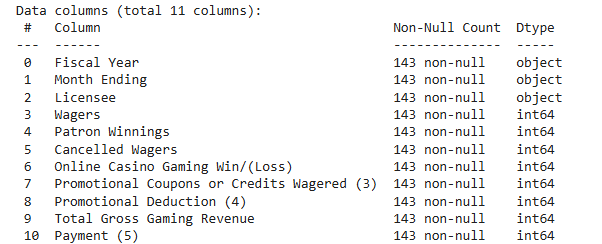 Data columns (total 11 columns):
 #   Column                                     Non-Null Count  Dtype
---  ------                                     --------------  -----
 0   Fiscal Year                                143 non-null    object
 1   Month Ending                               143 non-null    object
 2   Licensee                                   143 non-null    object
 3   Wagers                                     143 non-null    int64
 4   Patron Winnings                            143 non-null    int64
 5   Cancelled Wagers                           143 non-null    int64
 6   Online Casino Gaming Win/(Loss)            143 non-null    int64
 7   Promotional Coupons or Credits Wagered (3) 143 non-null    int64
 8   Promotional Deduction (4)                  143 non-null    int64
 9   Total Gross Gaming Revenue                 143 non-null    int64
 10  Payment (5)                                143 non-null    int64